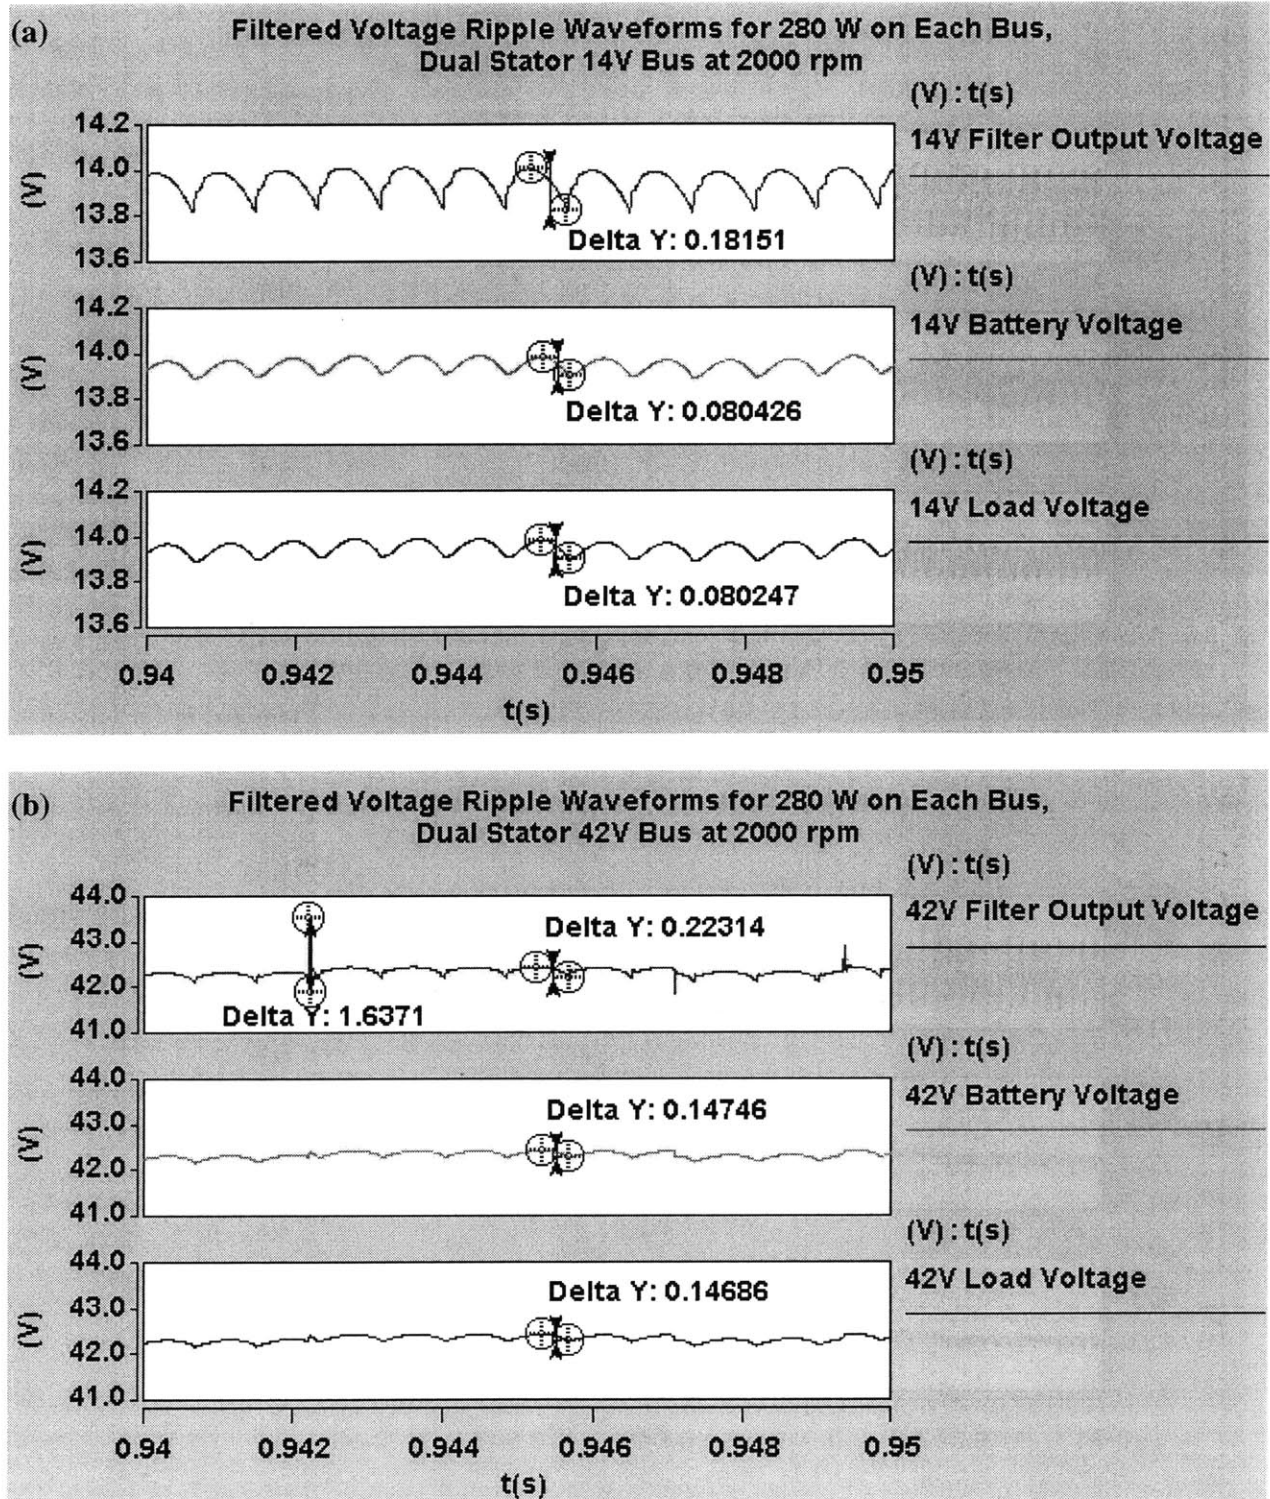 (a)
Filtered Voltage Ripple Waveforms for 280 W on Each Bus,
Dual Stator 14V Bus at 2000 rpm
(V) : t(s)
14V Filter Output Voltage
14.2
14.0
13.8
13.6
(V)
Delta Y: 0.18151
(V) : t(s)
14V Battery Voltage
14.2
14.0
13.8
13.6
(V)
Delta Y: 0.080426
(V) : t(s)
14V Load Voltage
14.2
14.0
13.8
13.6
(V)
Delta Y: 0.080247
0.94 0.942 0.944 0.946 0.948 0.95
t(s)
(b)
Filtered Voltage Ripple Waveforms for 280 W on Each Bus,
Dual Stator 42V Bus at 2000 rpm
(V) : t(s)
42V Filter Output Voltage
44.0
43.0
42.0
41.0
(V)
Delta Y: 0.22314
Delta Y: 1.6371
(V) : t(s)
42V Battery Voltage
44.0
43.0
42.0
41.0
(V)
Delta Y: 0.14746
(V) : t(s)
42V Load Voltage
44.0
43.0
42.0
41.0
(V)
Delta Y: 0.14686
0.94 0.942 0.944 0.946 0.948 0.95
t(s)